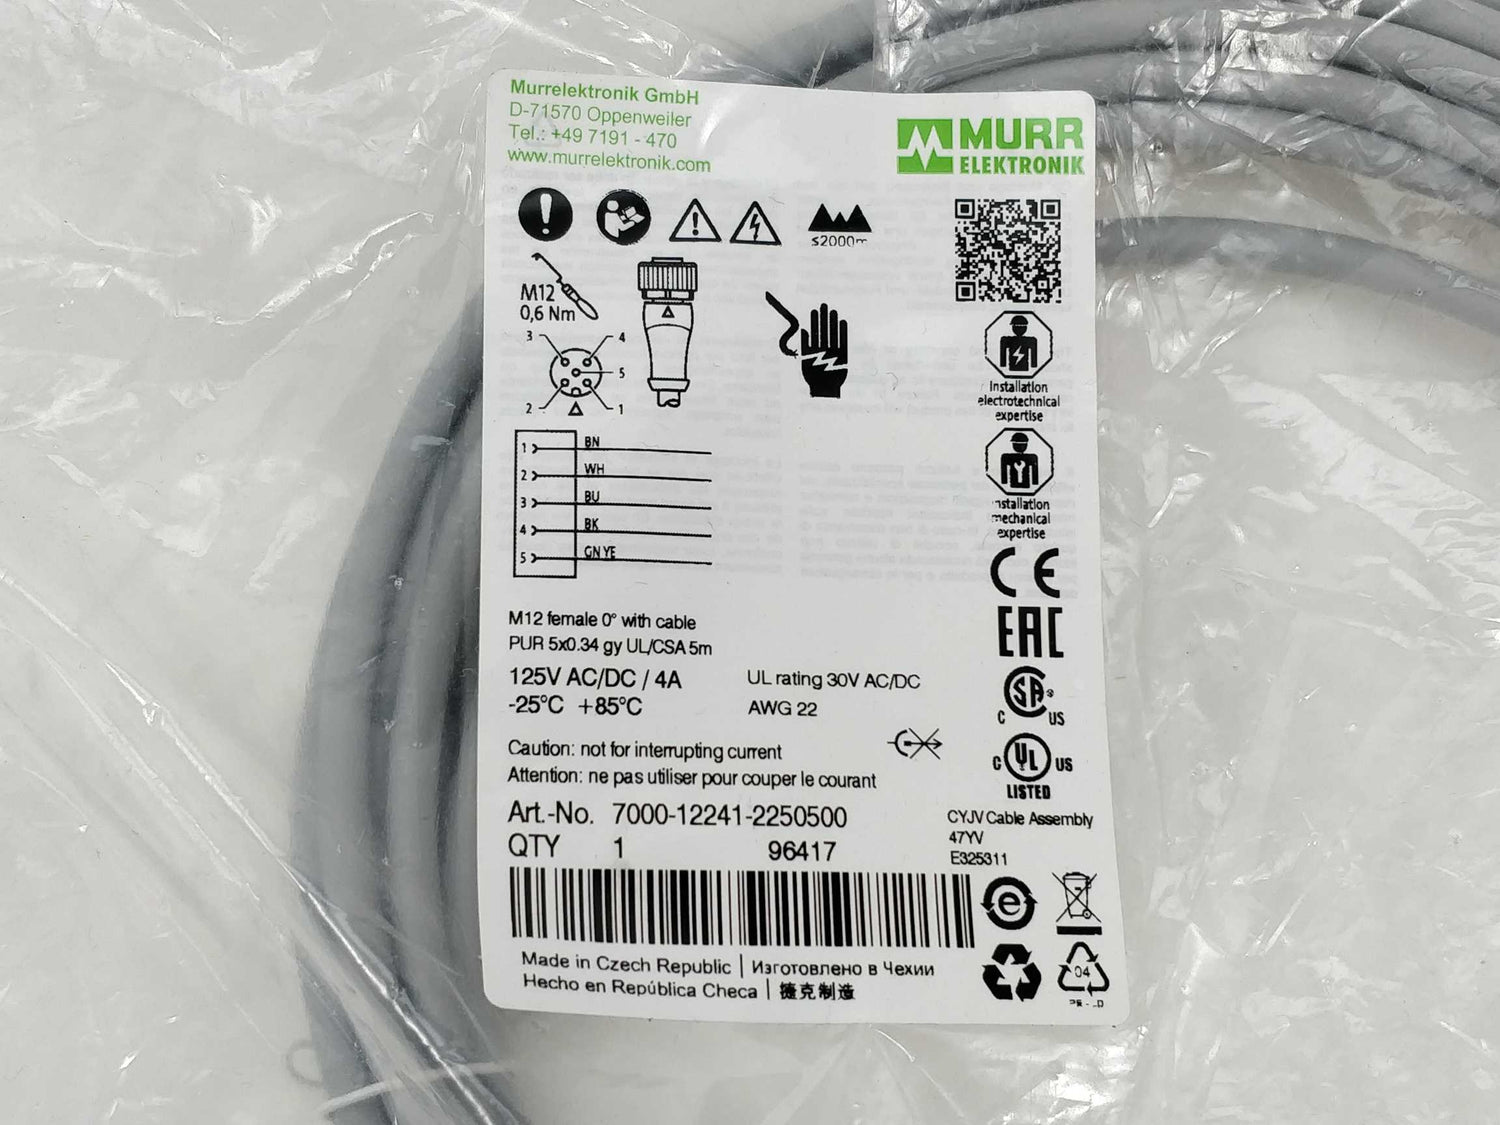 Murrelektronik GmbH
D-71570 Oppenweiler
Tel.: +49 7191 - 470
www.murrelektronik.com
MURR
ELEKTRONIK
≤2000m
M12
0,6 Nm
3 4
5
2 1
Installation
electrotechnical
expertise
1 BN
2 WH
3 BU
4 BK
5 GN YE
nstallation
mechanical
expertise
CE
EAC
M12 female 0° with cable
PUR 5x0.34 gy UL/CSA 5m
125V AC/DC / 4A
-25°C +85°C
UL rating 30V AC/DC
AWG 22
SA®
C US
C UL US
LISTED
Caution: not for interrupting current
Attention: ne pas utiliser pour couper le courant
Art.-No. 7000-12241-2250500
QTY 1 96417
CYJV Cable Assembly
47YV
E325311
e
Made in Czech Republic | Изготовлено в Чехии
Hecho en República Checa | 捷克制造
04